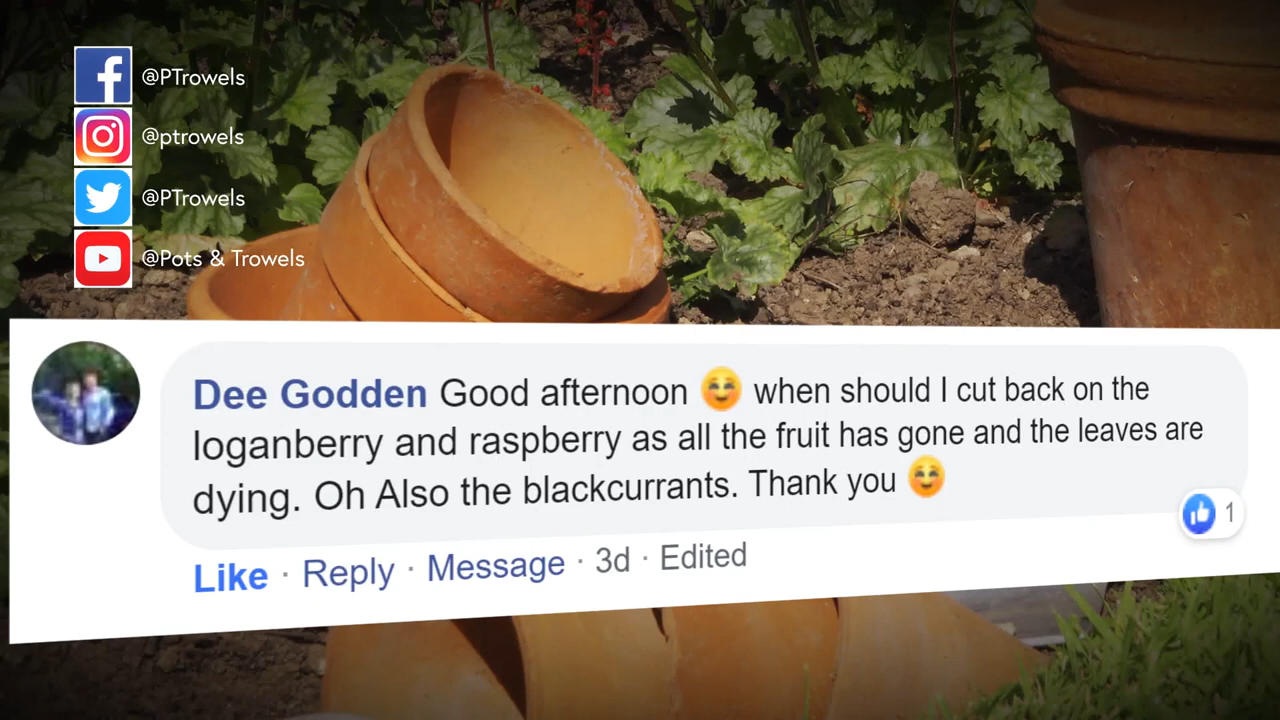 @PTrowels
@ptrowels
@PTrowels
@Pots & Trowels
Dee Godden Good afternoon ☺️ when should I cut back on the
loganberry and raspberry as all the fruit has gone and the leaves are
dying. Oh Also the blackcurrants. Thank you ☺️
1
Like · Reply · Message · 3d · Edited